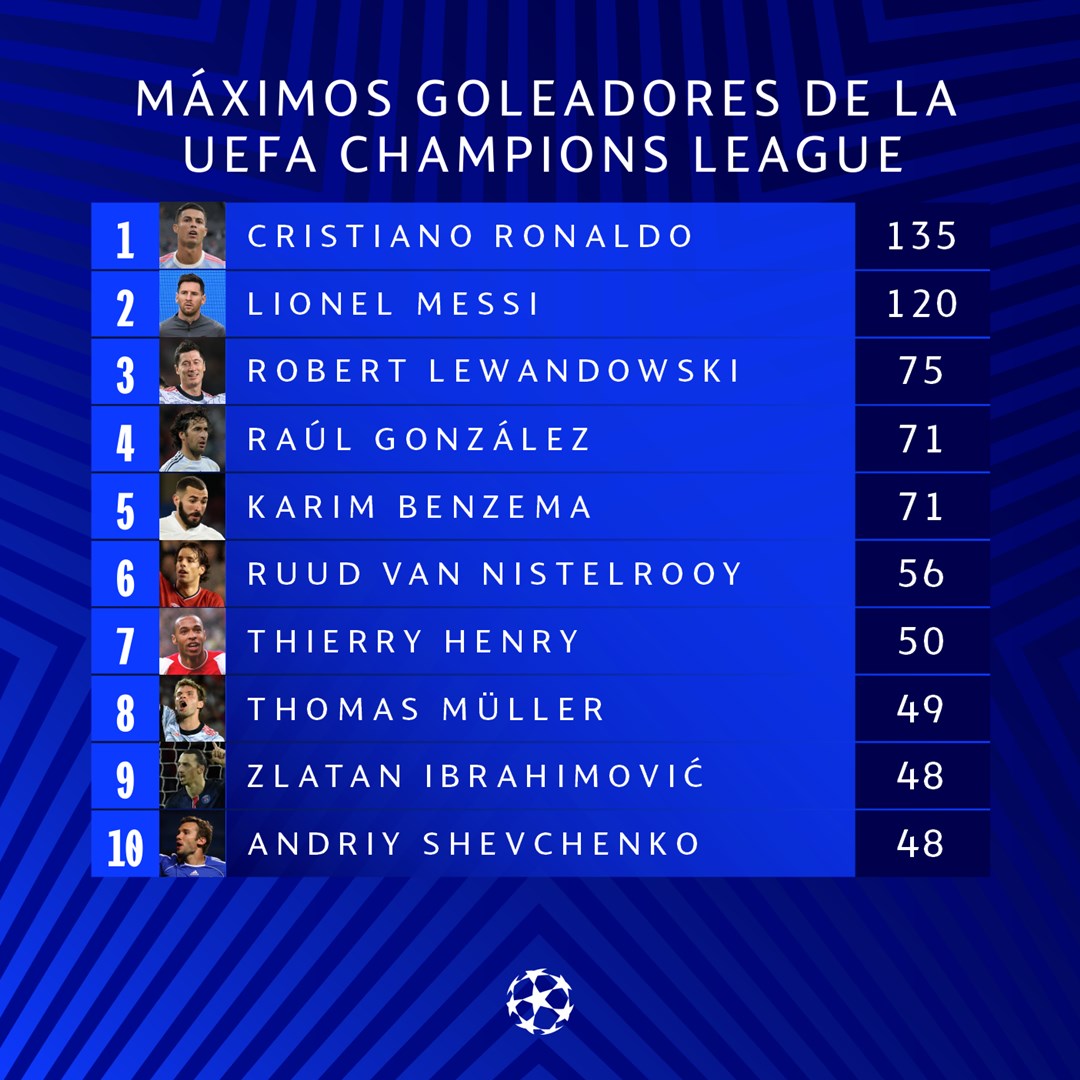 MÁXIMOS GOLEADORES DE LA
UEFA CHAMPIONS LEAGUE
1 CRISTIANO RONALDO 135
2 LIONEL MESSI 120
3 ROBERT LEWANDOWSKI 75
4 RAÚL GONZÁLEZ 71
5 KARIM BENZEMA 71
6 RUUD VAN NISTELROOY 56
7 THIERRY HENRY 50
8 THOMAS MÜLLER 49
9 ZLATAN IBRAHIMOVIĆ 48
10 ANDRIY SHEVCHENKO 48